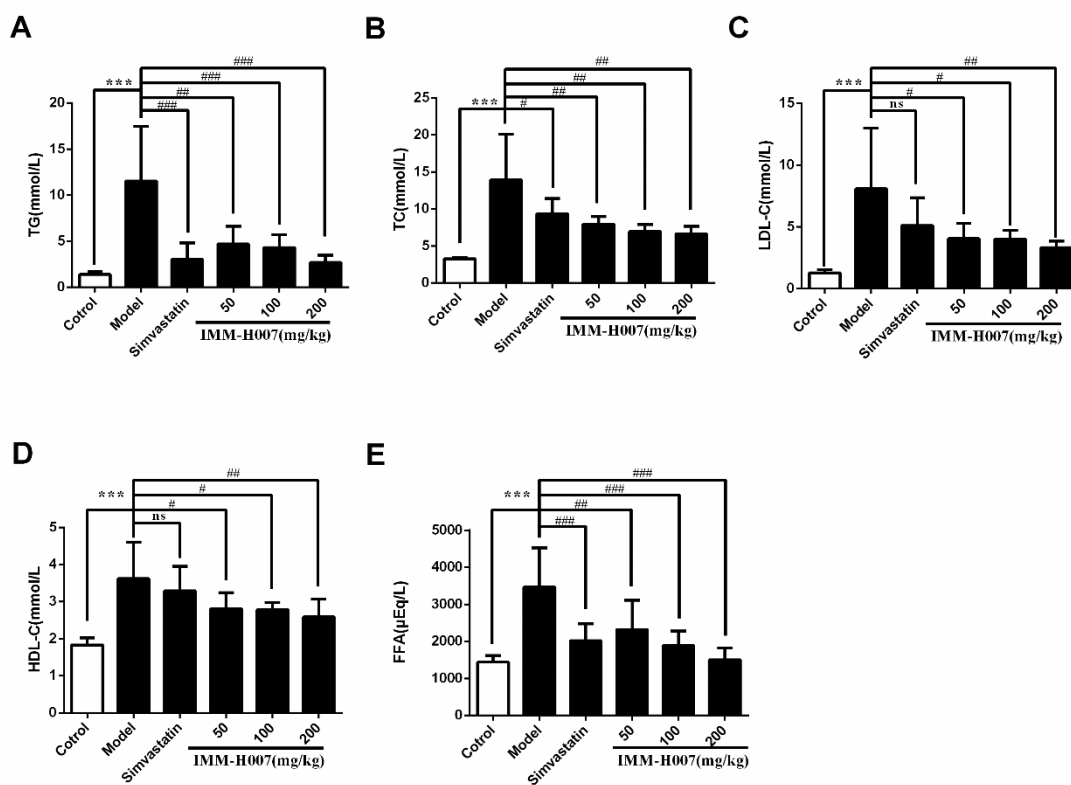 A
###
***
###
##
###
TG(mmol/L)
20
15
10
5
0
Cotrol
Model
Simvastatin
50
100
200
IMM-H007(mg/kg)
B
##
##
***
##
#
TC(mmol/L)
25
20
15
10
5
0
Cotrol
Model
Simvastatin
50
100
200
IMM-H007(mg/kg)
C
##
***
#
#
ns
LDL-C(mmol/L)
15
10
5
0
Cotrol
Model
Simvastatin
50
100
200
IMM-H007(mg/kg)
D
##
***
#
#
ns
HDL-C(mmol/L
5
4
3
2
1
0
Cotrol
Model
Simvastatin
50
100
200
IMM-H007(mg/kg)
E
###
***
###
##
###
FFA(μEq/L)
5000
4000
3000
2000
1000
0
Cotrol
Model
Simvastatin
50
100
200
IMM-H007(mg/kg)